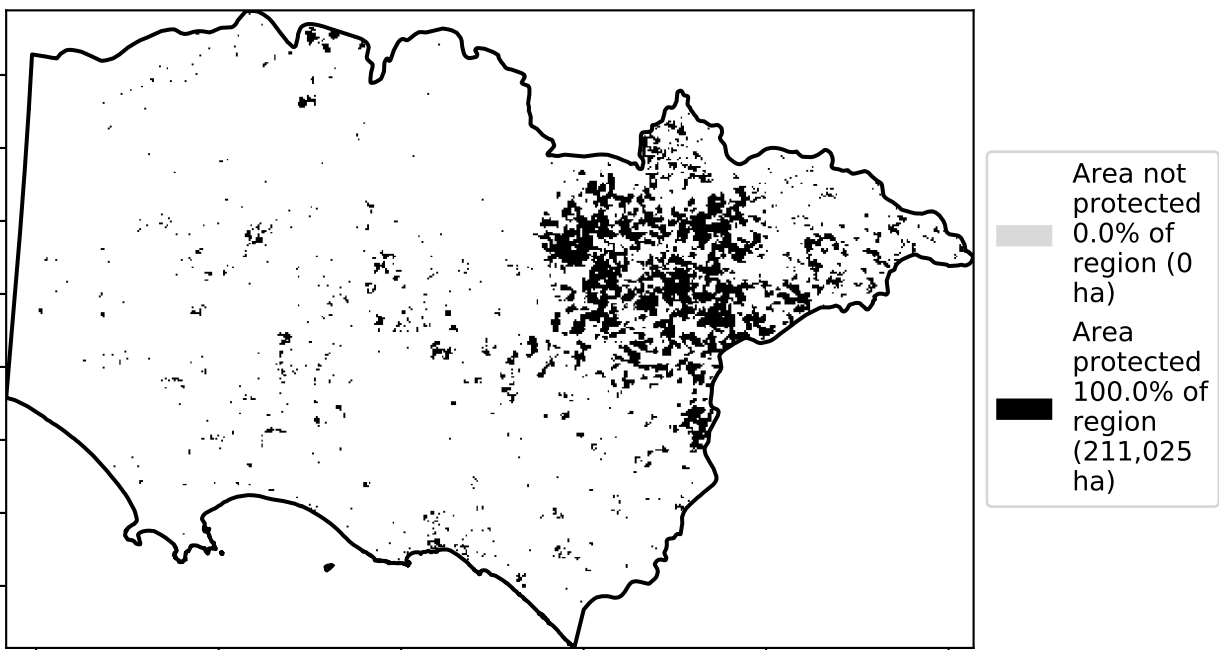 Area not
protected
0.0% of
region (0
ha)
Area
protected
100.0% of
region
(211,025
ha)